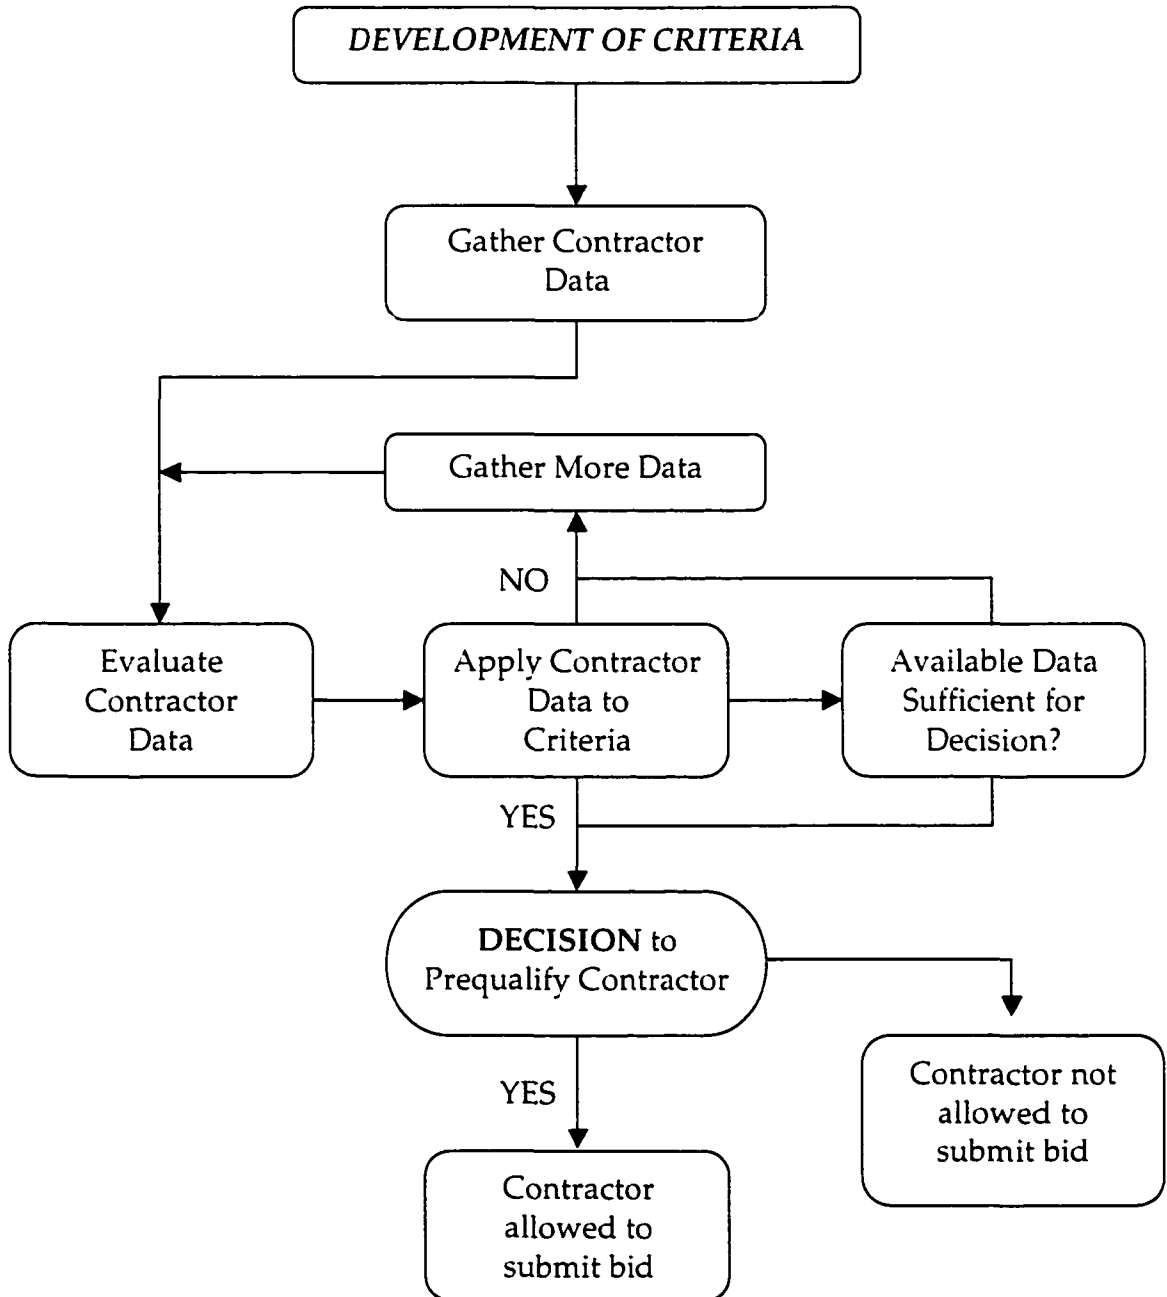 DEVELOPMENT OF CRITERIA
Gather Contractor
Data
Gather More Data
NO
Evaluate
Contractor
Data
Apply Contractor
Data to
Criteria
Available Data
Sufficient for
Decision?
YES
DECISION to
Prequalify Contractor
YES
Contractor not
allowed to
submit bid
Contractor
allowed to
submit bid